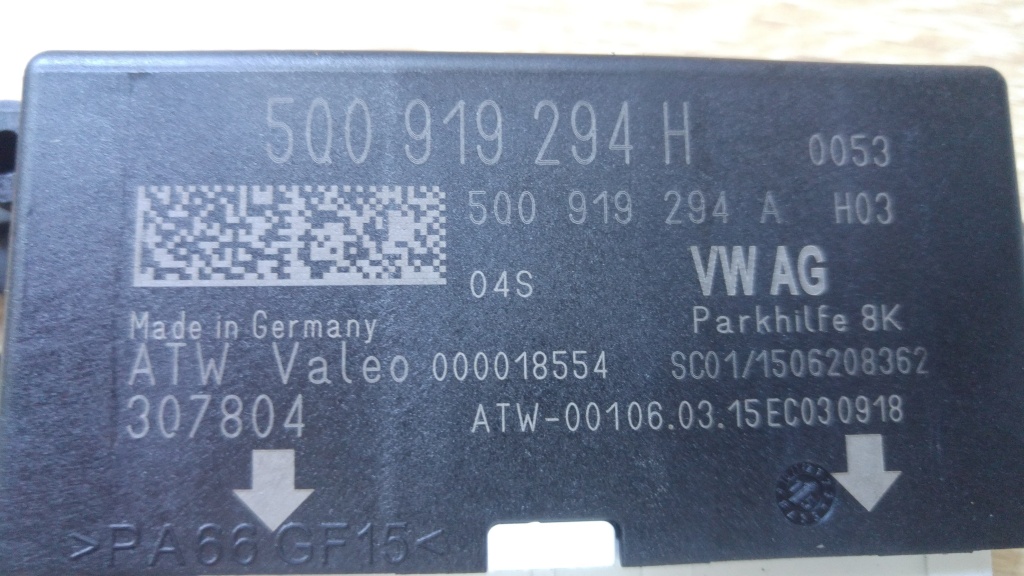 5Q0 919 294 H
0053
5Q0 919 294 A H03
04S
VW AG
Made in Germany
Parkhilfe 8K
ATW Valeo 000018554
SC01/1506208362
307804
ATW-00106.03.15EC030918
>PA66 GF15<